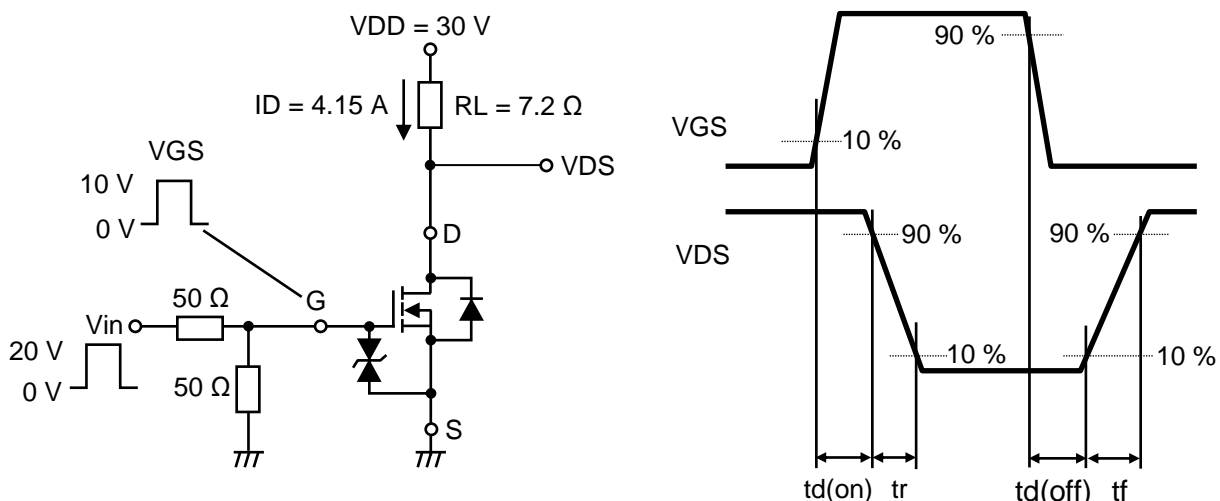 VDD = 30 V
ID = 4.15 A
RL = 7.2 Ω
VGS
10 V
0 V
VDS
D
G
50 Ω
Vin
20 V
0 V
50 Ω
S
90 %
VGS
10 %
VDS
90 %
90 %
10 %
10 %
td(on)
tr
td(off)
tf